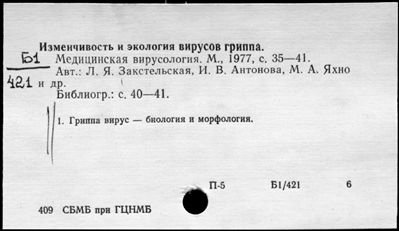 Изменчивость и экология вирусов гриппа.
Б1 Медицинская вирусология. М., 1977, с. 35—41.
Авт.: Л. Я. Закстельская, И. В. Антонова, М. А. Яхно
421 и др.
Библиогр.: с. 40—41.
1. Гриппа вирус — биология и морфология.
П-5 Б1/421 6
409 СБМБ при ГЦНМБ